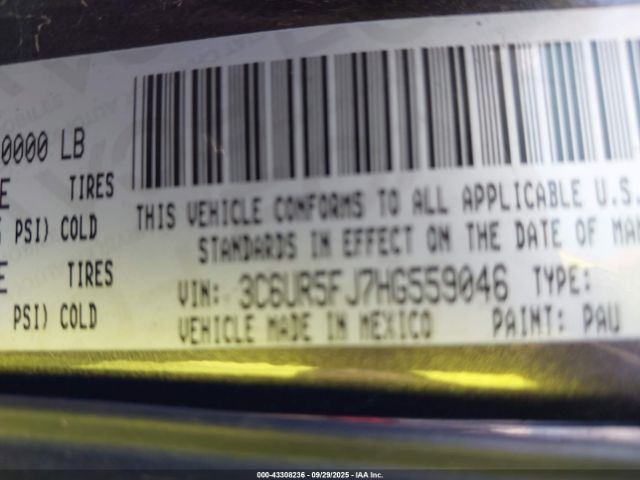 0000 LB
TIRES
PSI) COLD
TIRES
PSI) COLD
THIS VEHICLE CONFORMS TO ALL APPLICABLE U.S.
STANDARDS IN EFFECT ON THE DATE OF MAN
VIN: 3C6UR5FJ7HG559046 TYPE:
VEHICLE MADE IN MEXICO PAINT: PAU
000-43308236 - 09/29/2025 - IAA Inc.